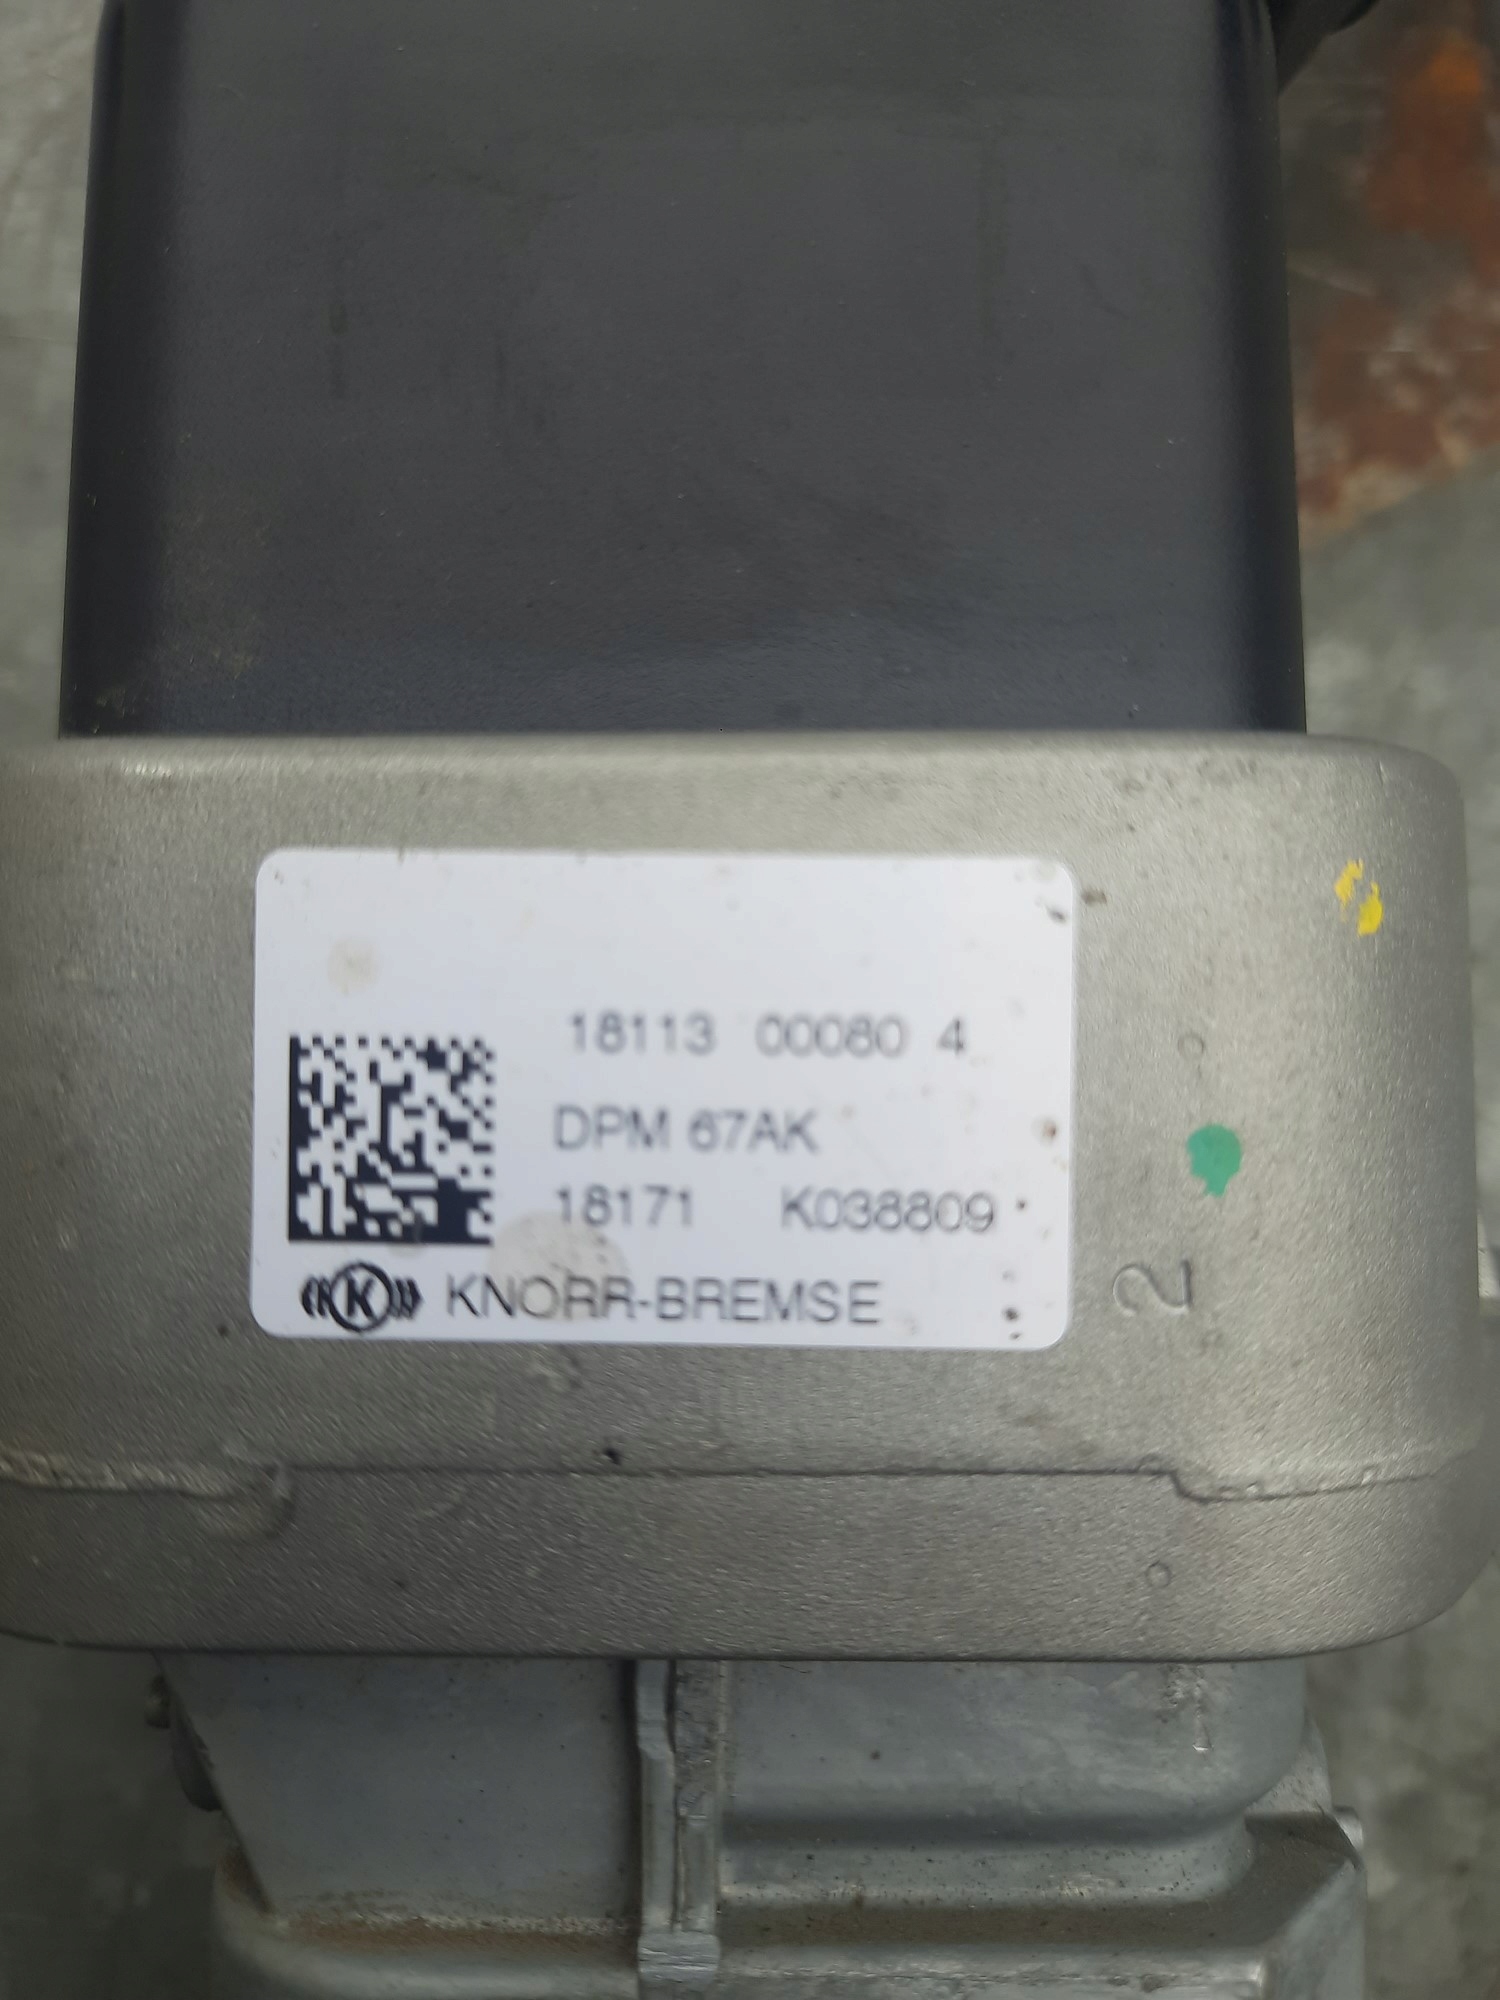 18113 00080 4
DPM 67AK
18171 K038809
((K)) KNORR-BREMSE
2